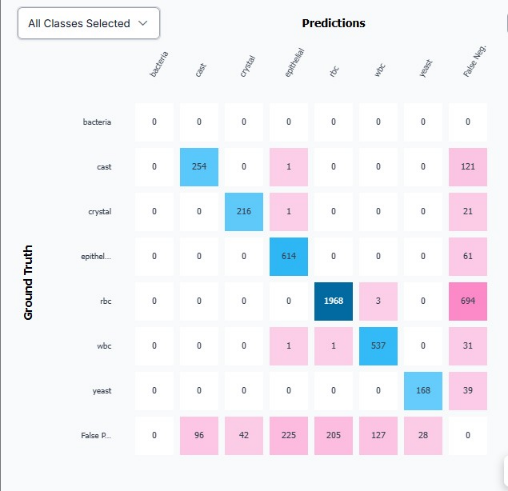 All Classes Selected
Predictions
bacteria cast crystal epithelial rbc wbc yeast False Neg.
Ground Truth
bacteria 0 0 0 0 0 0 0 0
cast 0 254 0 1 0 0 0 121
crystal 0 0 216 1 0 0 0 21
epithel... 0 0 0 614 0 0 0 61
rbc 0 0 0 0 1968 3 0 694
wbc 0 0 0 1 1 537 0 31
yeast 0 0 0 0 0 0 168 39
False P... 0 96 42 225 205 127 28 0